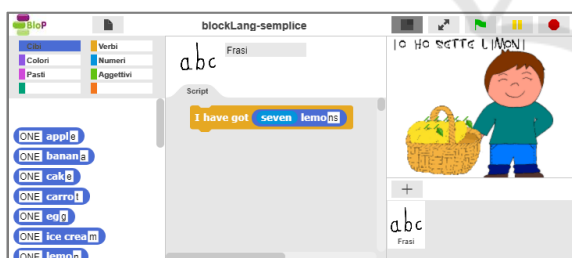 BloP
blockLang-semplice
Cibi
Verbi
Colori
Numeri
Pasti
Aggettivi
abc
Frasi
Script
I have got seven lemons
ONE apple
ONE banana
ONE cake
ONE carrot
ONE egg
ONE ice cream
ONE lemon
IO HO SETTE LIMONI
abc
Frasi